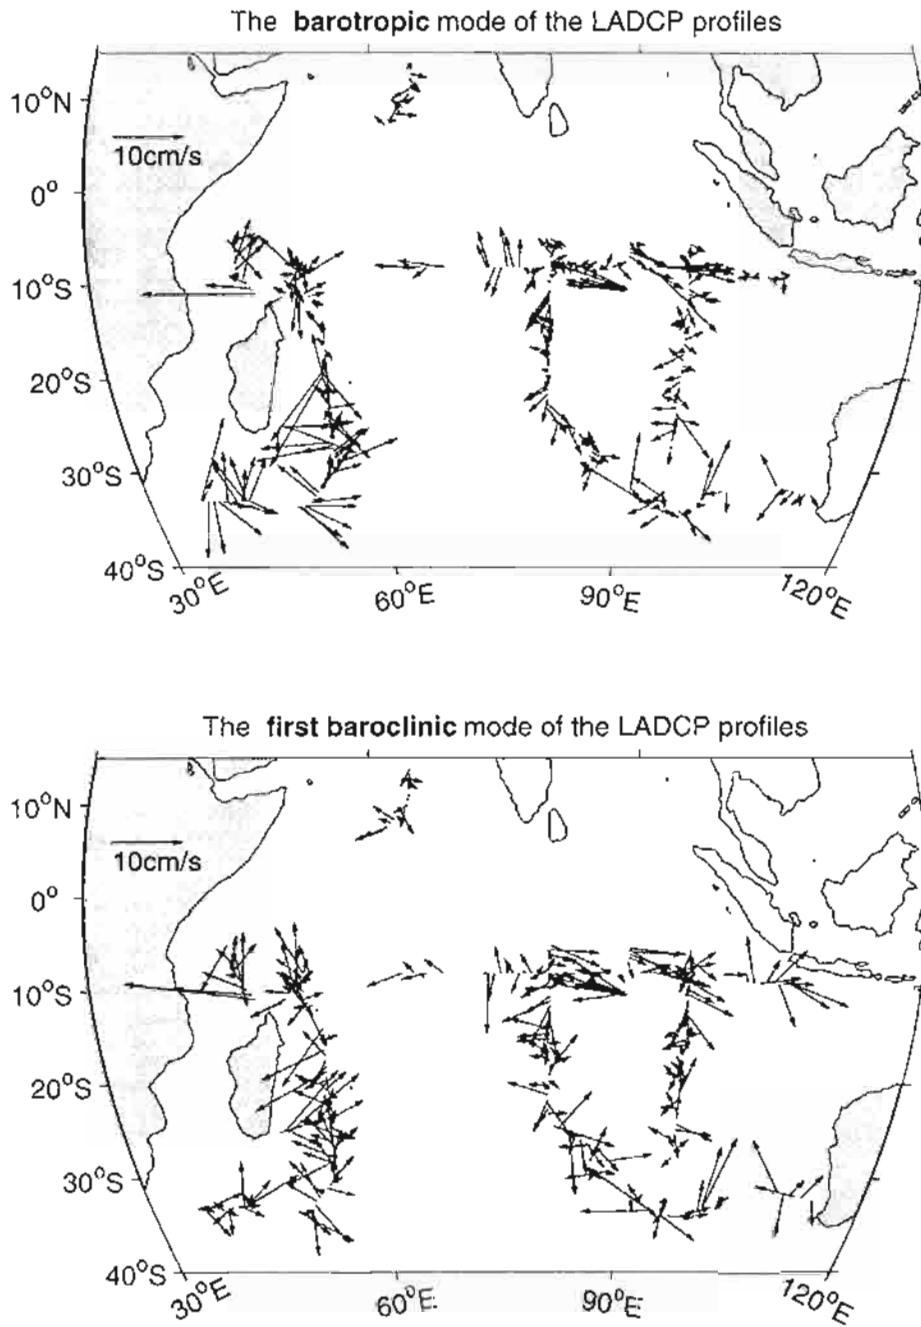 The barotropic mode of the LADCP profiles
10°N
10cm/s
0°
10°S
20°S
30°S
40°S
30°E 60°E 90°E 120°E
The first baroclinic mode of the LADCP profiles
10°N
10cm/s
0°
10°S
20°S
30°S
40°S
30°E 60°E 90°E 120°E